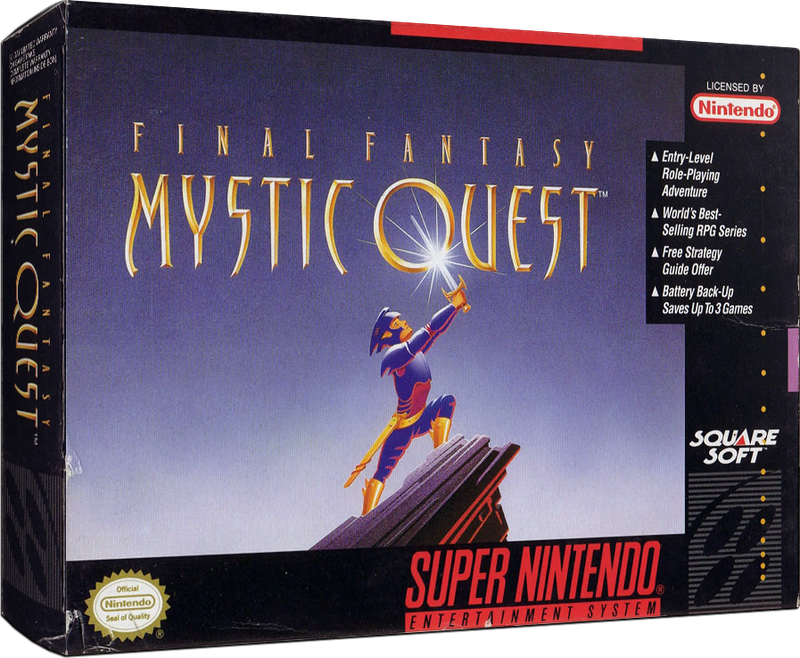 FINAL FANTASY
MYSTIC QUEST™
LICENSED BY
Nintendo®
▲ Entry-Level
Role-Playing
Adventure
▲ World's Best-
Selling RPG Series
▲ Free Strategy
Guide Offer
▲ Battery Back-Up
Saves Up To 3 Games
SQUARE
SOFT™
SUPER NINTENDO®
ENTERTAINMENT SYSTEM
Official
Nintendo
Seal of Quality
®
FINAL FANTASY
MYSTIC QUEST™